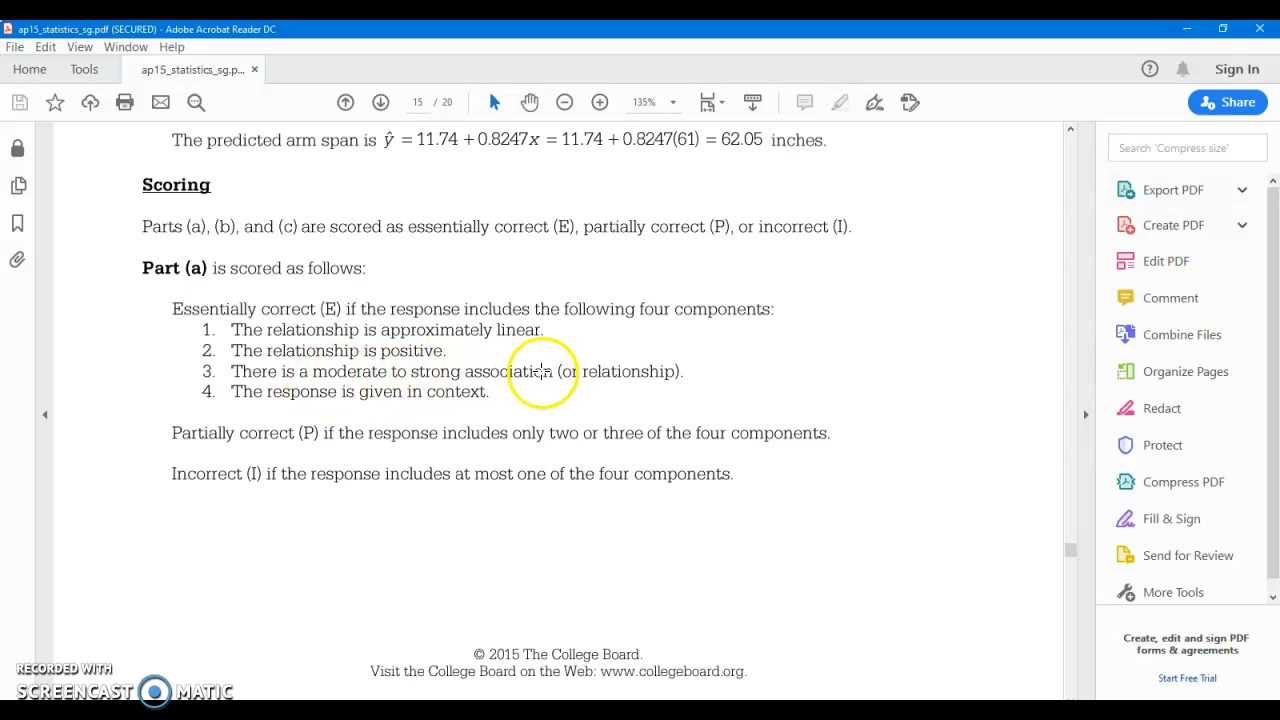 ap15_statistics_sg.pdf (SECURED) - Adobe Acrobat Reader DC
File Edit View Window Help
Home Tools ap15_statistics_sg.p... × Sign In
15 / 20 135% Share
The predicted arm span is ŷ = 11.74 + 0.8247x = 11.74 + 0.8247(61) = 62.05 inches.
Scoring
Parts (a), (b), and (c) are scored as essentially correct (E), partially correct (P), or incorrect (I).
Part (a) is scored as follows:
Essentially correct (E) if the response includes the following four components:
1. The relationship is approximately linear.
2. The relationship is positive.
3. There is a moderate to strong association (or relationship).
4. The response is given in context.
Partially correct (P) if the response includes only two or three of the four components.
Incorrect (I) if the response includes at most one of the four components.
© 2015 The College Board.
Visit the College Board on the Web: www.collegeboard.org.
Search 'Compress size'
Export PDF
Create PDF
Edit PDF
Comment
Combine Files
Organize Pages
Redact
Protect
Compress PDF
Fill & Sign
Send for Review
More Tools
Create, edit and sign PDF
forms & agreements
Start Free Trial
RECORDED WITH
SCREENCAST MATIC